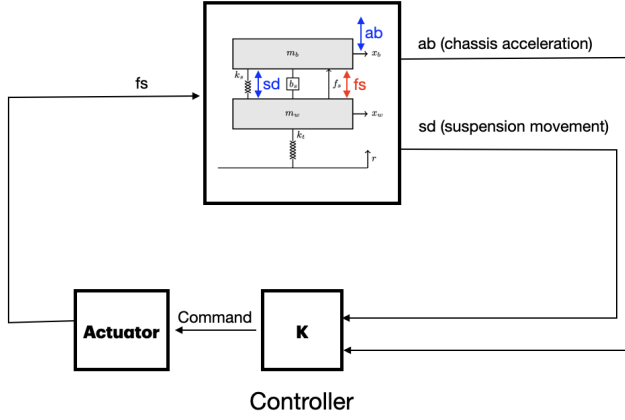 ab
m_b
x_b
ab (chassis acceleration)
k_s
sd
b_s
f_s
fs
fs
m_w
x_w
sd (suspension movement)
k_t
r
Actuator
Command
K
Controller